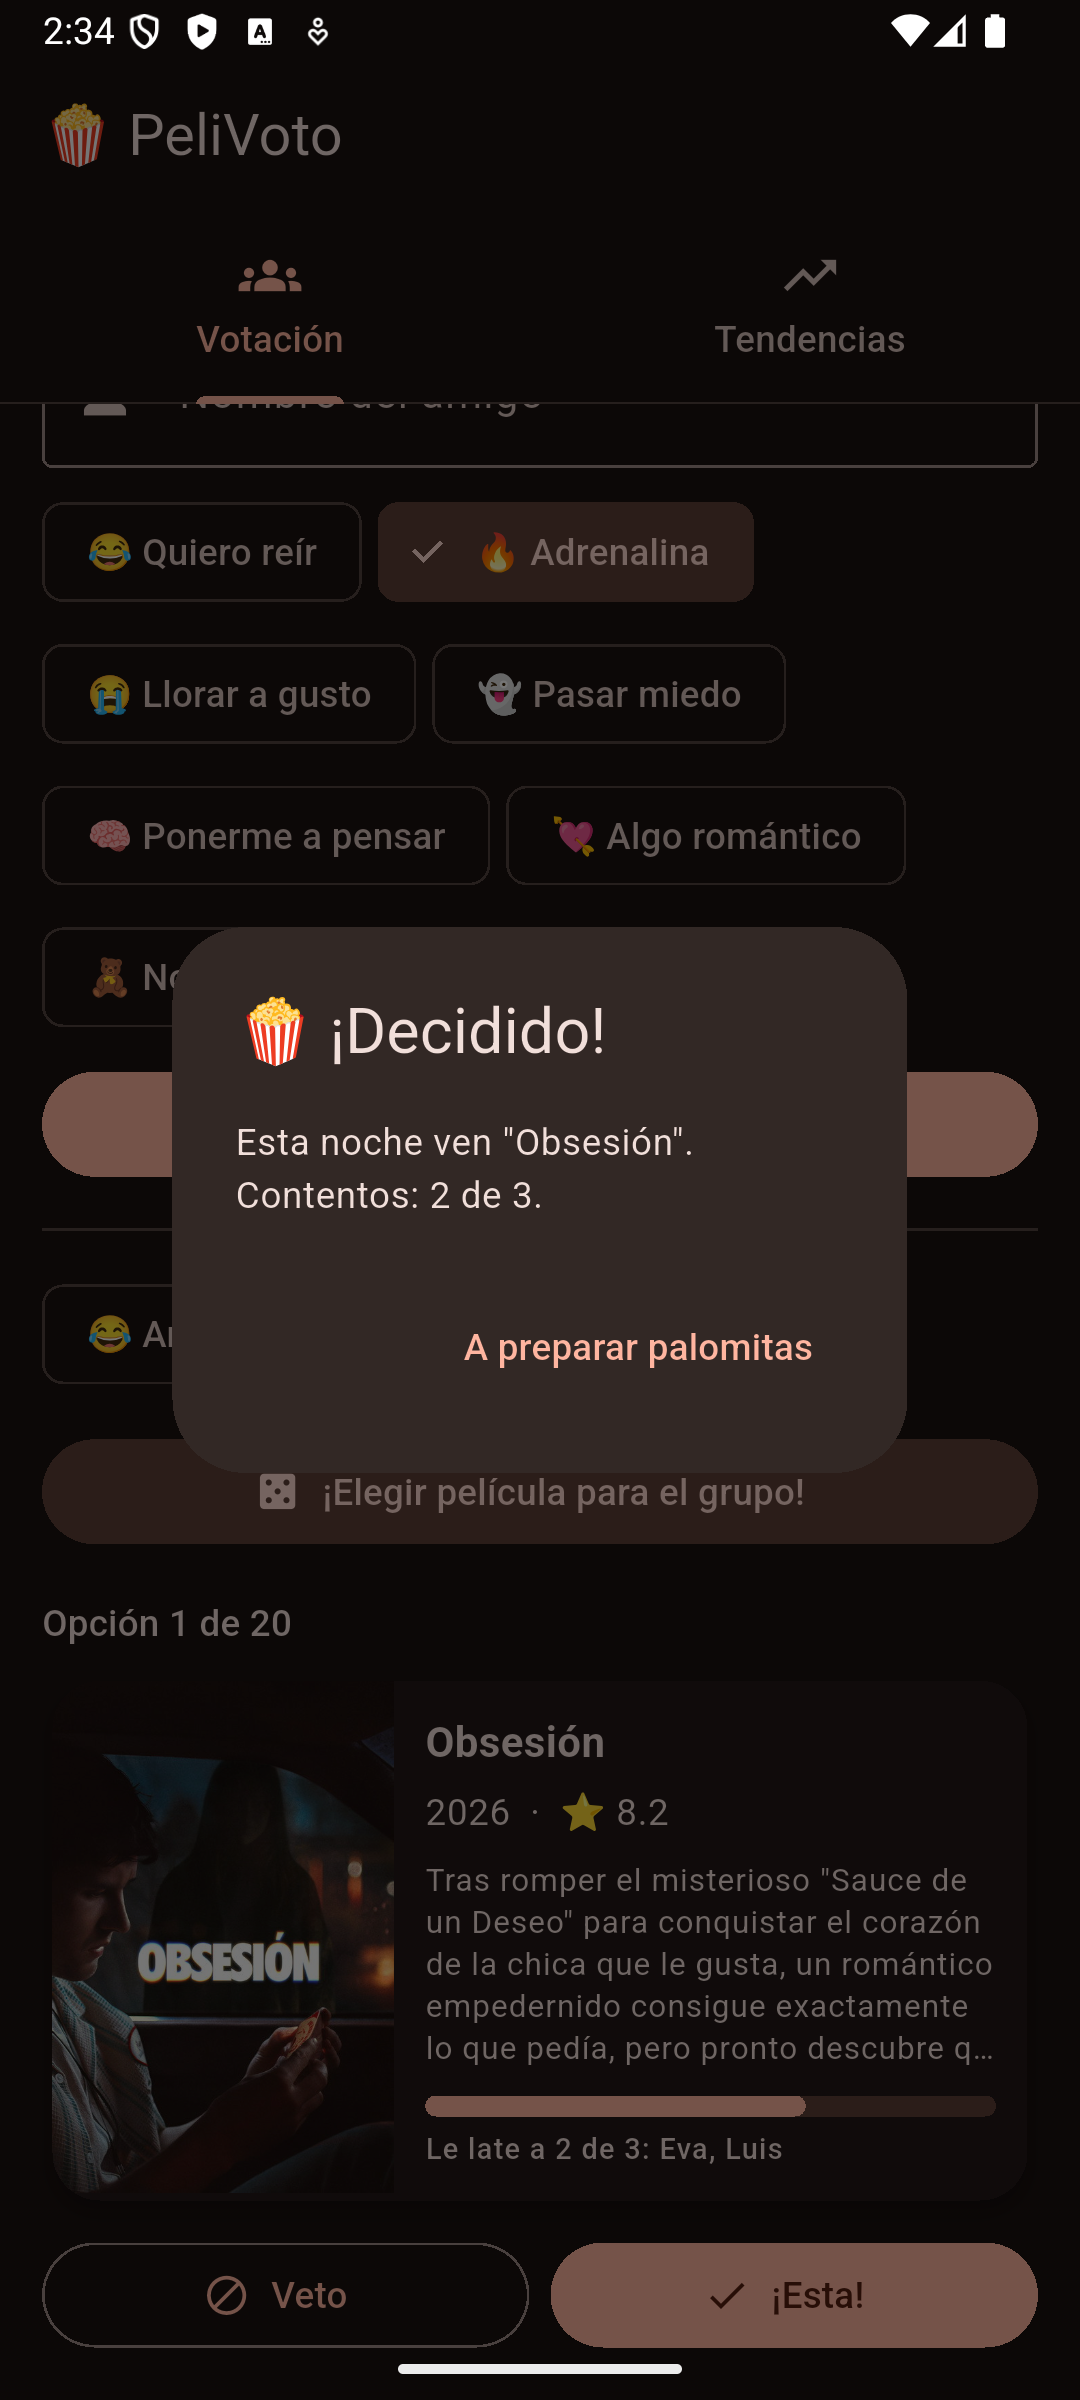 2:34
PeliVoto
Votación
Tendencias
Nombre del amigo
Quiero reír
Adrenalina
Llorar a gusto
Pasar miedo
Ponerme a pensar
Algo romántico
¡Decidido!
Esta noche ven "Obsesión".
Contentos: 2 de 3.
A preparar palomitas
¡Elegir película para el grupo!
Opción 1 de 20
OBSESIÓN
Obsesión
2026 · ⭐ 8.2
Tras romper el misterioso "Sauce de
un Deseo" para conquistar el corazón
de la chica que le gusta, un romántico
empedernido consigue exactamente
lo que pedía, pero pronto descubre q…
Le late a 2 de 3: Eva, Luis
Veto
¡Esta!